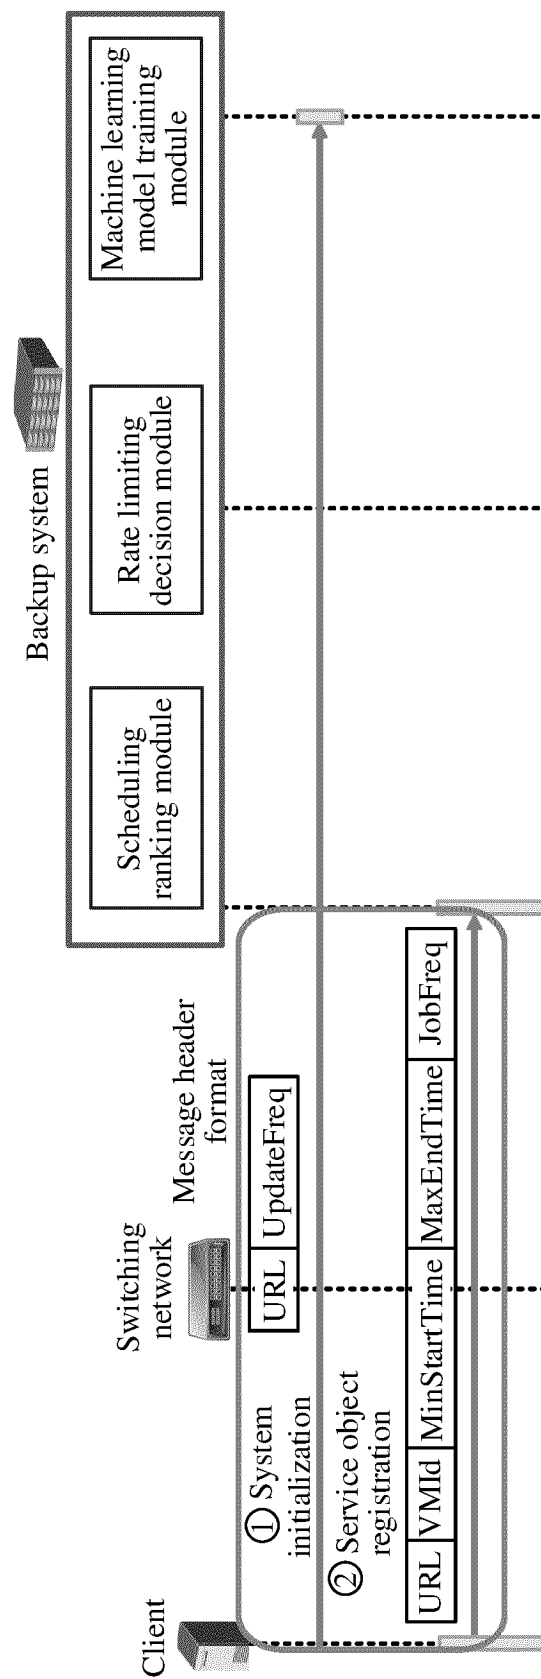 Backup system
Client
Switching
network
Message header
format
Scheduling
ranking module
Rate limiting
decision module
Machine learning
model training
module
① System
initialization
URL
UpdateFreq
② Service object
registration
URL
VMId
MinStartTime
MaxEndTime
JobFreq